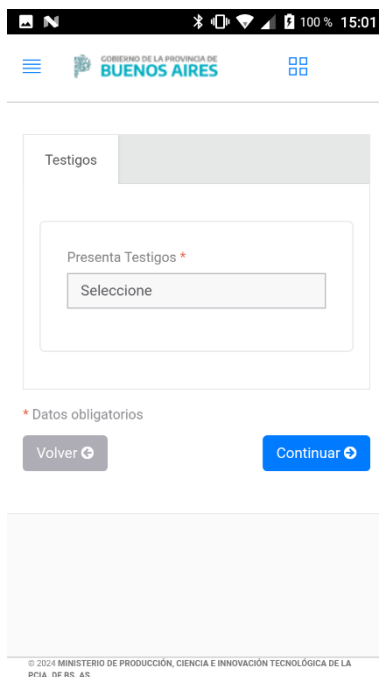 100 % 15:01
GOBIERNO DE LA PROVINCIA DE
BUENOS AIRES
Testigos
Presenta Testigos *
Seleccione
* Datos obligatorios
Volver
Continuar
© 2024 MINISTERIO DE PRODUCCIÓN, CIENCIA E INNOVACIÓN TECNOLÓGICA DE LA
PCIA. DE BS. AS.